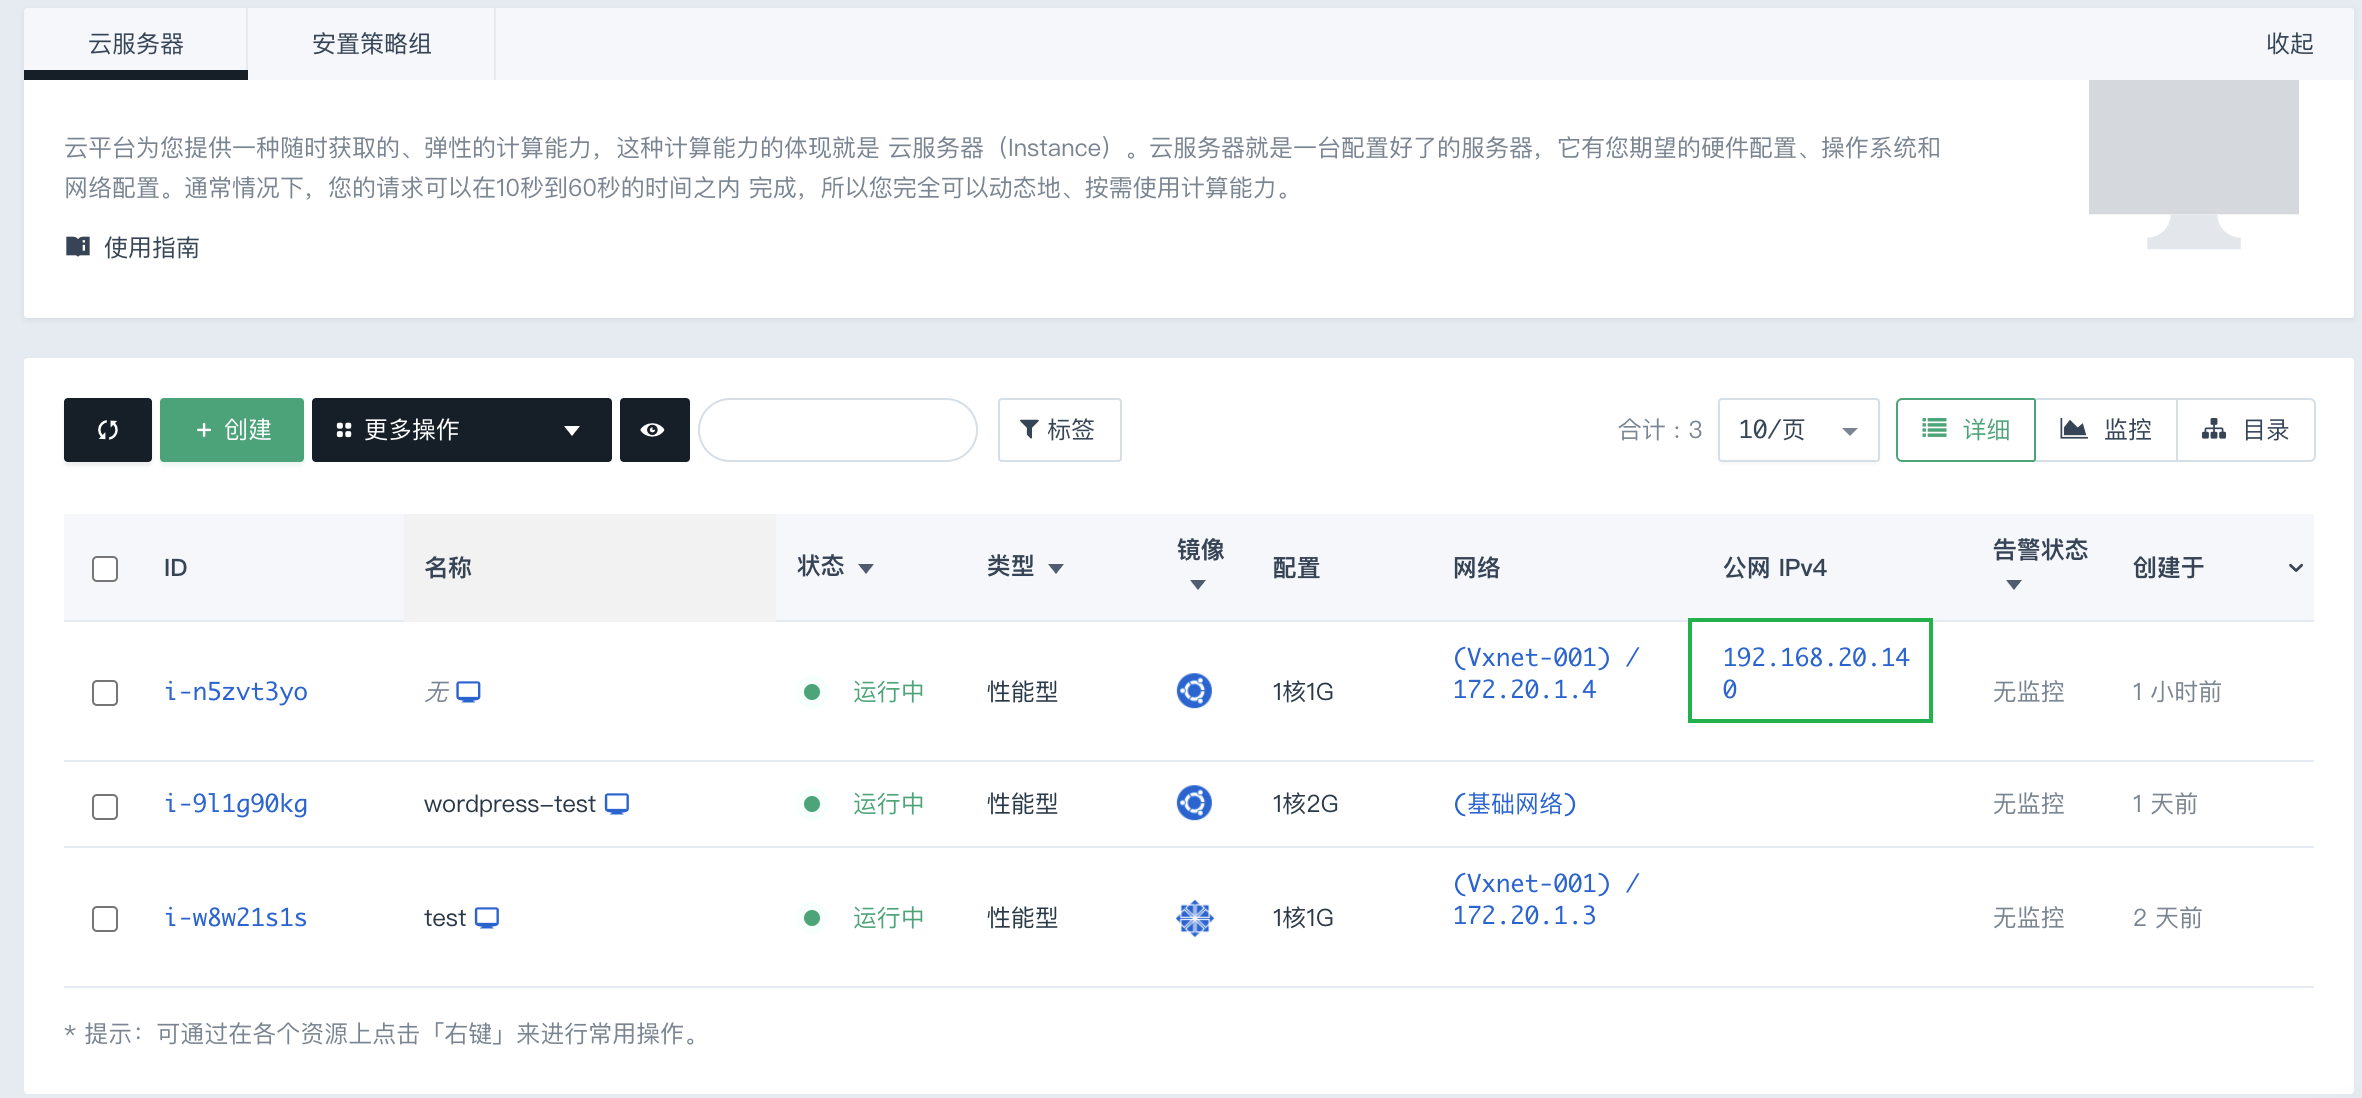 云服务器
安置策略组
收起
云平台为您提供一种随时获取的、弹性的计算能力，这种计算能力的体现就是 云服务器（Instance）。云服务器就是一台配置好了的服务器，它有您期望的硬件配置、操作系统和
网络配置。通常情况下，您的请求可以在10秒到60秒的时间之内 完成，所以您完全可以动态地、按需使用计算能力。
使用指南
+ 创建
更多操作
标签
合计：3
10/页
详细
监控
目录
ID
名称
状态
类型
镜像
配置
网络
公网 IPv4
告警状态
创建于
i-n5zvt3yo
无
运行中
性能型
1核1G
(Vxnet-001) /
172.20.1.4
192.168.20.14
0
无监控
1 小时前
i-9l1g90kg
wordpress-test
运行中
性能型
1核2G
(基础网络)
无监控
1 天前
i-w8w21s1s
test
运行中
性能型
1核1G
(Vxnet-001) /
172.20.1.3
无监控
2 天前
* 提示：可通过在各个资源上点击「右键」来进行常用操作。